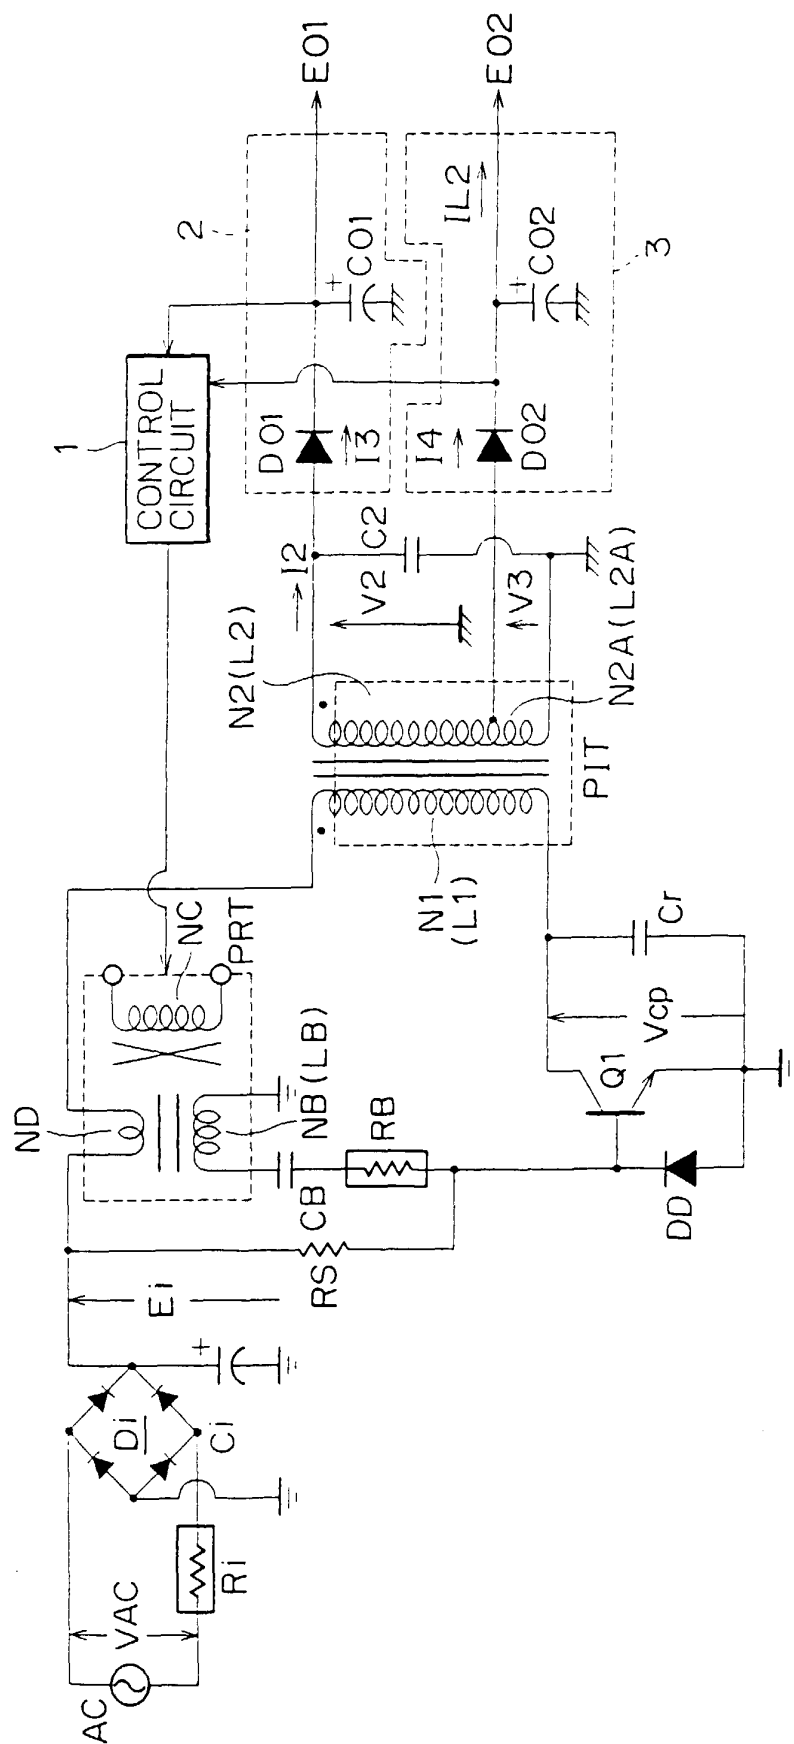 AC
VAC
Ri
Di
Ci
Ei
RS
ND
CB
NB(LB)
RB
NC
PRT
DD
Q1
Vcp
Cr
N1
(L1)
PIT
N2(L2)
N2A(L2A)
I2
V2
C2
V3
1
CONTROL
CIRCUIT
2
DO1
I3
+
CO1
EO1
I4
DO2
+
CO2
IL2
EO2
3
+